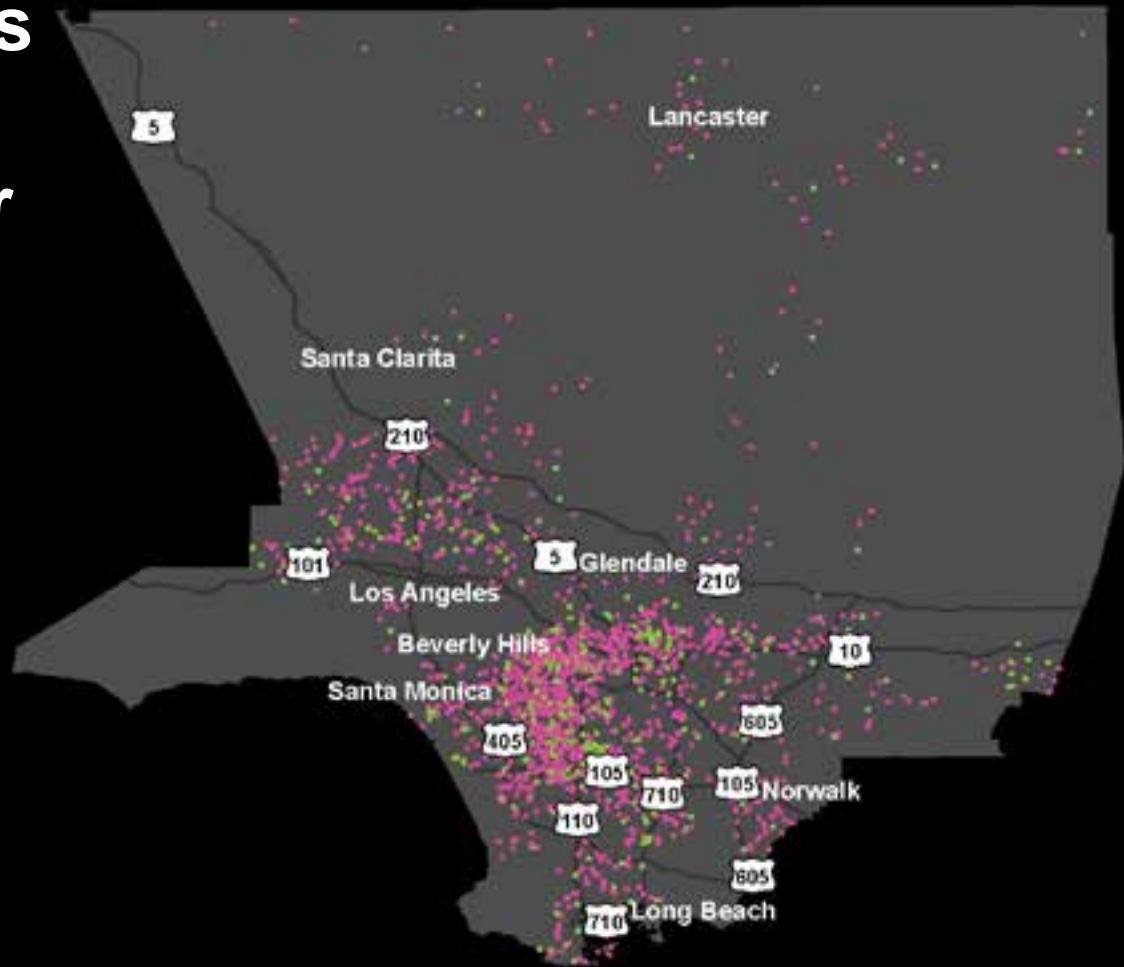 s
r
5
Lancaster
Santa Clarita
210
5
Glendale
101
210
Los Angeles
Beverly Hills
10
Santa Monica
605
405
105
105
Norwalk
710
110
605
Long Beach
710